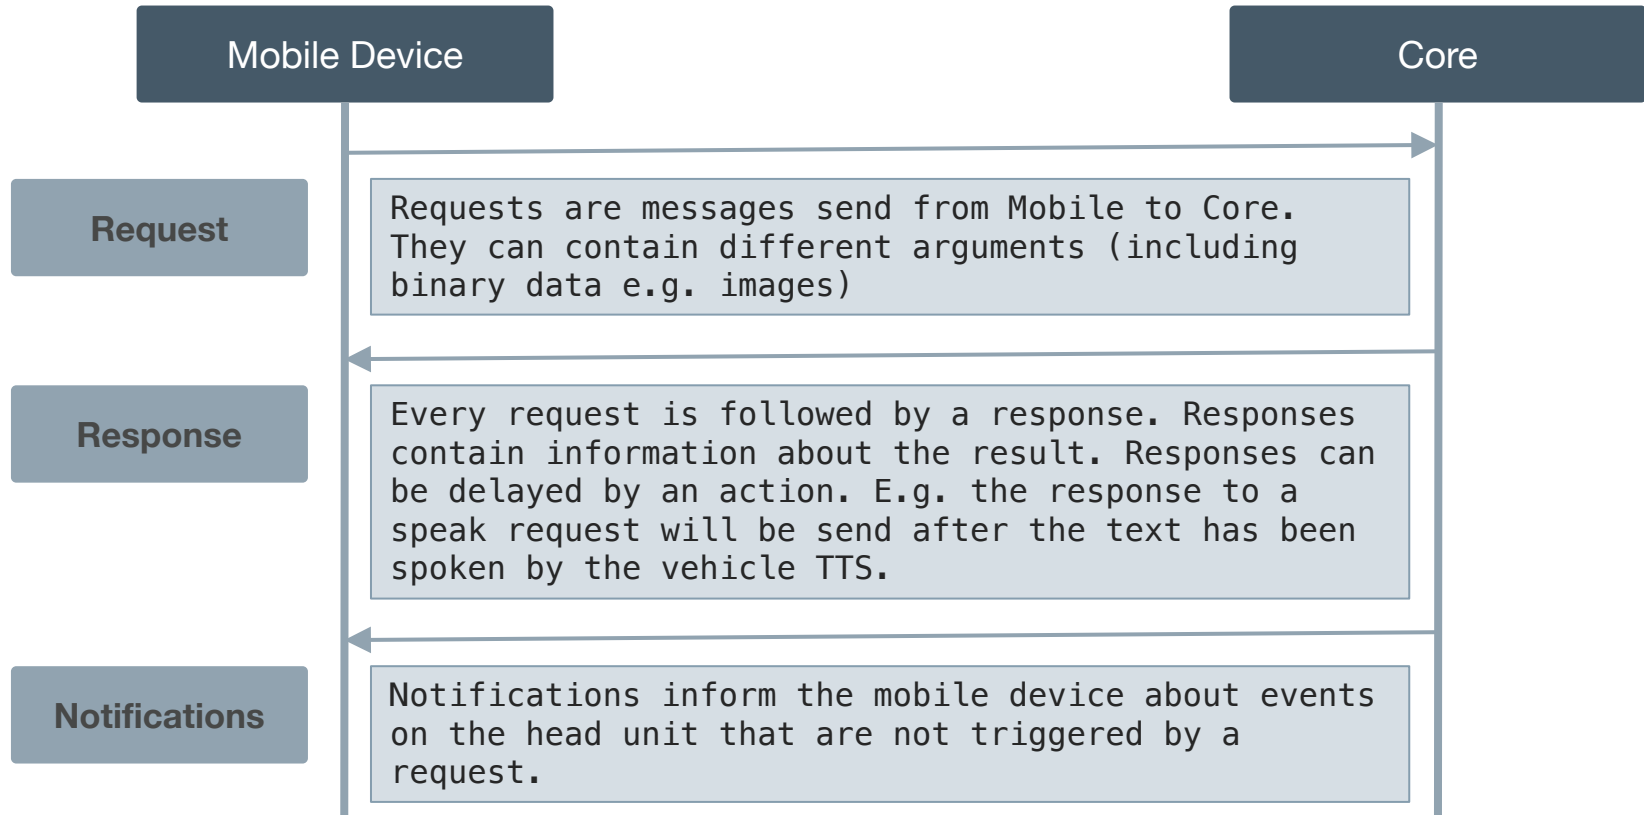 Mobile Device
Core
Request
Requests are messages send from Mobile to Core.
They can contain different arguments (including
binary data e.g. images)
Response
Every request is followed by a response. Responses
contain information about the result. Responses can
be delayed by an action. E.g. the response to a
speak request will be send after the text has been
spoken by the vehicle TTS.
Notifications
Notifications inform the mobile device about events
on the head unit that are not triggered by a
request.